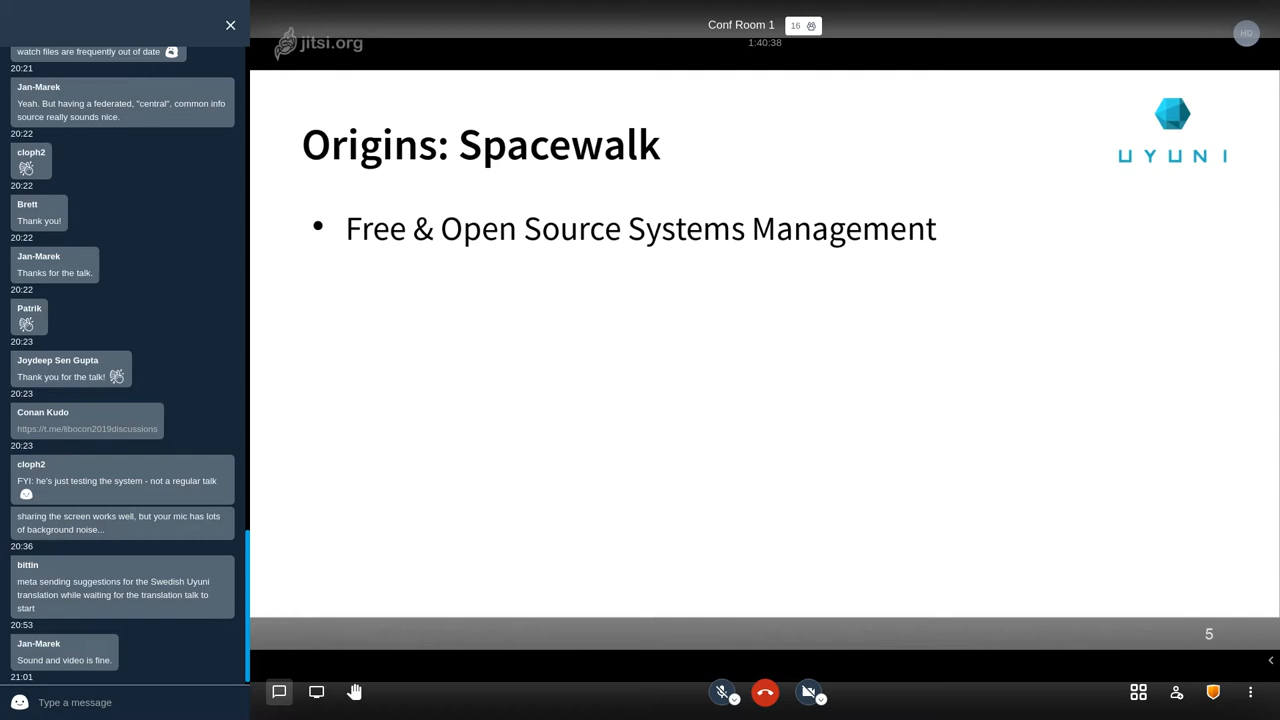 watch files are frequently out of date
20:21
Jan-Marek
Yeah. But having a federated, "central", common info
source really sounds nice.
20:22
cloph2
20:22
Brett
Thank you!
20:22
Jan-Marek
Thanks for the talk.
20:22
Patrik
20:23
Joydeep Sen Gupta
Thank you for the talk!
20:23
Conan Kudo
https://t.me/libocon2019discussions
20:23
cloph2
FYI: he's just testing the system - not a regular talk
sharing the screen works well, but your mic has lots
of background noise...
20:36
bittin
meta sending suggestions for the Swedish Uyuni
translation while waiting for the translation talk to
start
20:53
Jan-Marek
Sound and video is fine.
21:01
Type a message
Conf Room 1 16
1:40:38
jitsi.org
HD
Origins: Spacewalk
UYUNI
• Free & Open Source Systems Management
5